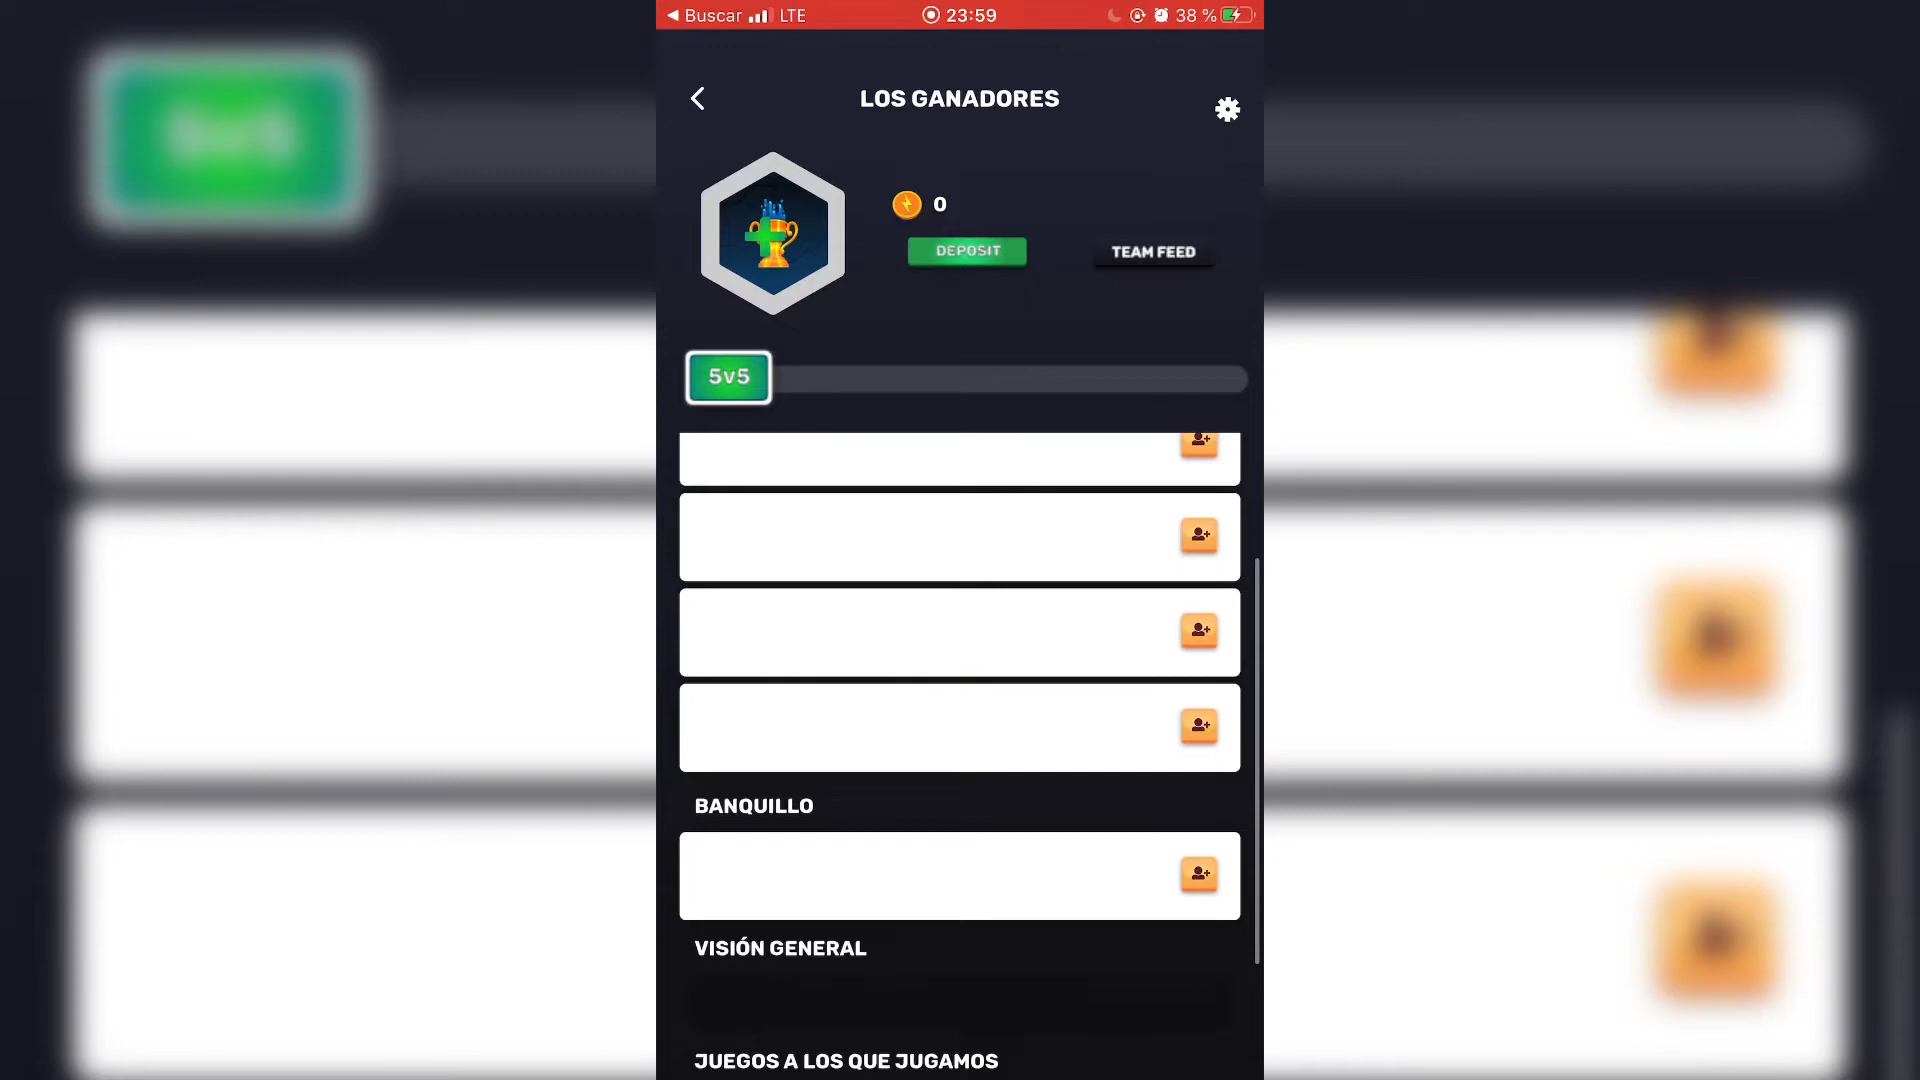 Buscar LTE 23:59 38 %
LOS GANADORES
0
DEPOSIT
TEAM FEED
5v5
BANQUILLO
VISIÓN GENERAL
JUEGOS A LOS QUE JUGAMOS